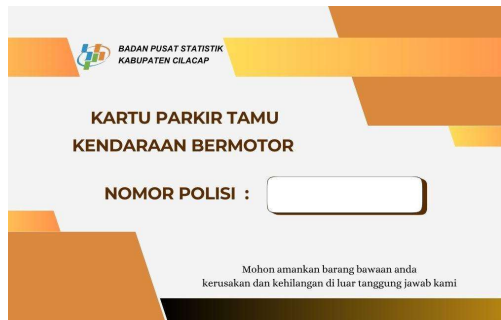 BADAN PUSAT STATISTIK
KABUPATEN CILACAP
KARTU PARKIR TAMU
KENDARAAN BERMOTOR
NOMOR POLISI :
Mohon amankan barang bawaan anda
kerusakan dan kehilangan di luar tanggung jawab kami